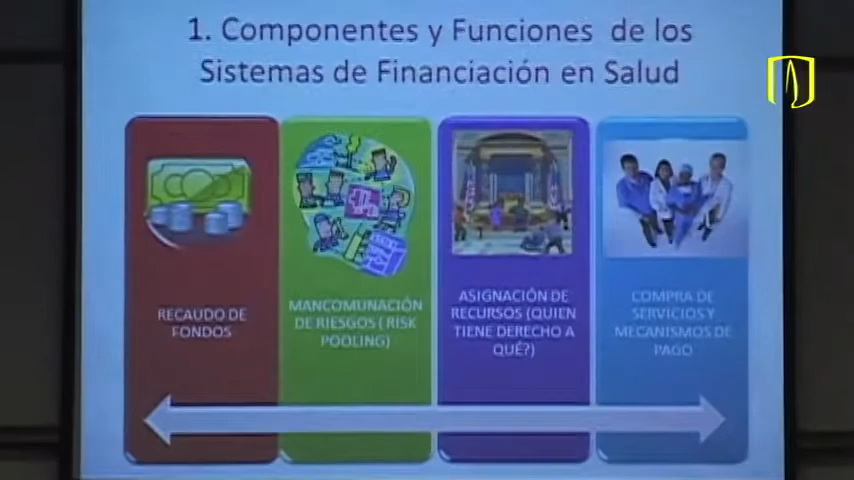 1. Componentes y Funciones de los
Sistemas de Financiación en Salud
RECAUDO DE
FONDOS
MANCOMUNACIÓN
DE RIESGOS ( RISK
POOLING)
ASIGNACIÓN DE
RECURSOS (QUIEN
TIENE DERECHO A
QUÉ?)
COMPRA DE
SERVICIOS Y
MECANISMOS DE
PAGO